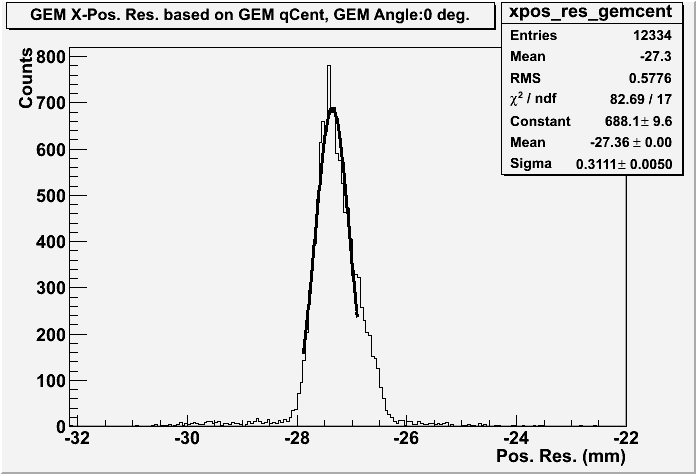 GEM X-Pos. Res. based on GEM qCent, GEM Angle:0 deg.
xpos_res_gemcent
Entries 12334
Mean -27.3
RMS 0.5776
χ² / ndf 82.69 / 17
Constant 688.1± 9.6
Mean -27.36 ± 0.00
Sigma 0.3111± 0.0050
Counts
800
700
600
500
400
300
200
100
0
-32 -30 -28 -26 -24 -22
Pos. Res. (mm)